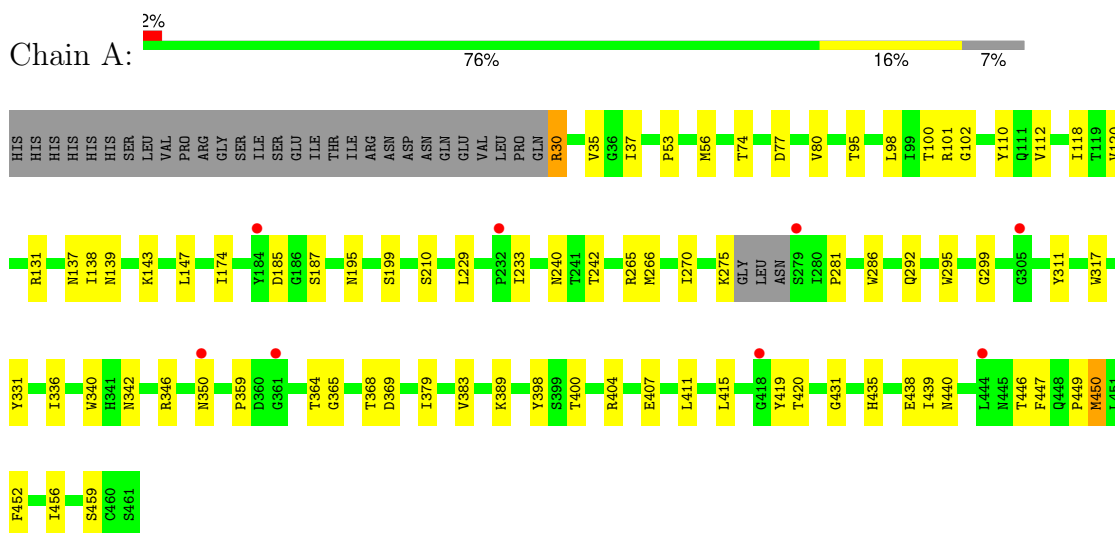 2%
Chain A:
76% 16% 7%
HIS HIS HIS HIS HIS HIS SER LEU VAL PRO ARG GLY SER ILE SER GLU ILE THR ILE ARG ASN ASP ASN GLN GLU VAL LEU PRO GLN R30 V35 G36 I37 P53 M56 T74 D77 V80 T95 L98 I99 T100 R101 G102 Y110 Q111 V112 I118 T119 V120
R131 N137 I138 N139 K143 L147 I174 Y184 D185 G186 S187 N195 S199 S210 L229 P232 I233 N240 T241 T242 R265 M266 I270 K275 GLY LEU ASN S279 I280 P281 W286 Q292 W295 G299 G305 Y311 W317
Y331 I336 W340 H341 N342 R346 N350 P359 D360 G361 T364 G365 T368 D369 I379 V383 K389 Y398 S399 T400 R404 E407 L411 L415 G418 Y419 T420 G431 H435 E438 I439 N440 L444 N445 T446 F447 Q448 P449 M450 L451
F452 I456 S459 C460 S461